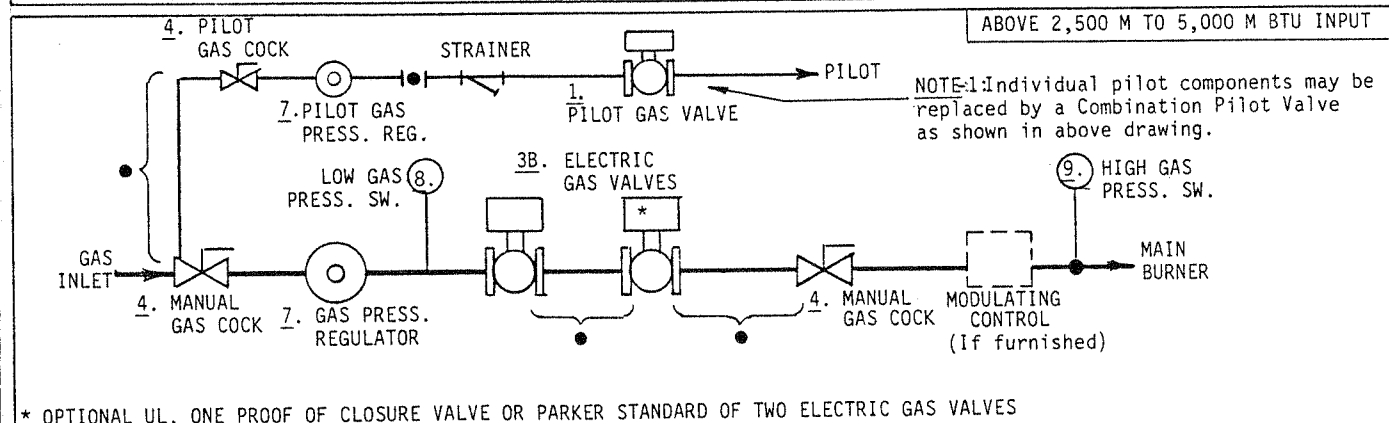 ABOVE 2,500 M TO 5,000 M BTU INPUT
4. PILOT
GAS COCK
STRAINER
7. PILOT GAS
PRESS. REG.
1.
PILOT GAS VALVE
PILOT
NOTE:1:Individual pilot components may be
replaced by a Combination Pilot Valve
as shown in above drawing.
LOW GAS
PRESS. SW.
8.
3B. ELECTRIC
GAS VALVES
*
9.
HIGH GAS
PRESS. SW.
GAS
INLET
4. MANUAL
GAS COCK
7. GAS PRESS.
REGULATOR
4. MANUAL
GAS COCK
MODULATING
CONTROL
(If furnished)
MAIN
BURNER
* OPTIONAL UL. ONE PROOF OF CLOSURE VALVE OR PARKER STANDARD OF TWO ELECTRIC GAS VALVES